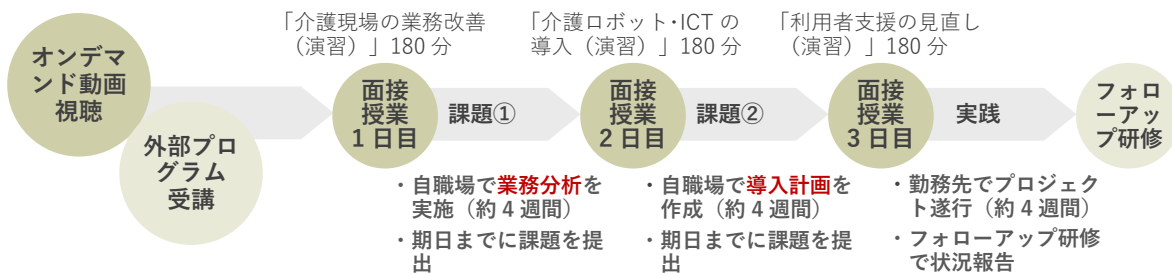 「介護現場の業務改善
（演習）」180 分
「介護ロボット･ICT の
導入（演習）」180 分
「利用者支援の見直し
（演習）」180 分
オンデマ
ンド動画
視聴
外部プロ
グラム
受講
面接
授業
1 日目
課題①
面接
授業
2 日目
課題②
面接
授業
3 日目
実践
フォロ
ーアッ
プ研修
・自職場で業務分析を
実施（約 4 週間）
・期日までに課題を提
出
・自職場で導入計画を
作成（約 4 週間）
・期日までに課題を提
出
・勤務先でプロジェク
ト遂行（約 4 週間）
・フォローアップ研修
で状況報告